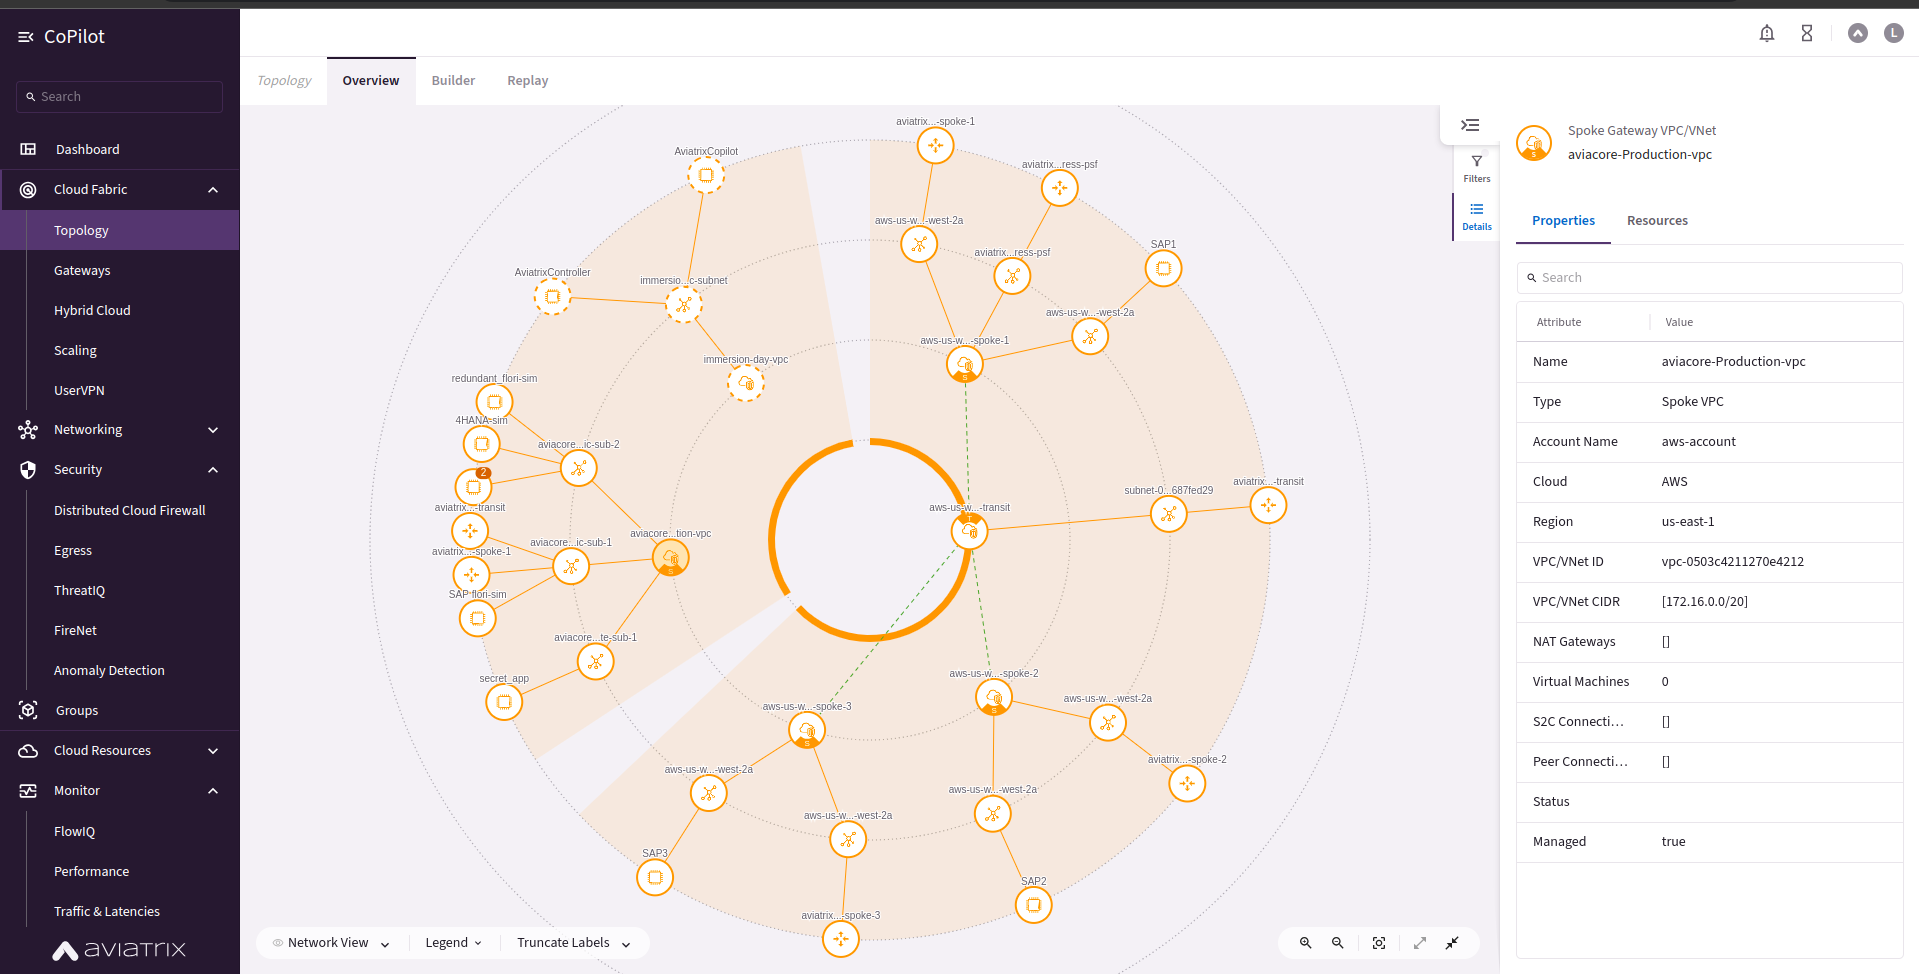 CoPilot
Search
Dashboard
Cloud Fabric
Topology
Gateways
Hybrid Cloud
Scaling
UserVPN
Networking
Security
Distributed Cloud Firewall
Egress
ThreatIQ
FireNet
Anomaly Detection
Groups
Cloud Resources
Monitor
FlowIQ
Performance
Traffic & Latencies
aviatrix
L
Topology
Overview
Builder
Replay
aviatrix...-spoke-1
AviatrixCopilot
aviatrix...ress-psf
aws-us-w...-west-2a
SAP1
aviatrix...ress-psf
AviatrixController
immersio...c-subnet
aws-us-w...-west-2a
aws-us-w...-spoke-1
immersion-day-vpc
S
redundant_flori-sim
4HANA-sim
aviacore...ic-sub-2
2
aviatrix...-transit
subnet-0...687fed29
aviatrix...-transit
aws-us-w...-transit
T
aviacore...tion-vpc
aviacore...ic-sub-1
aviatrix...-spoke-1
S
SAP flori-sim
aviacore...te-sub-1
secret_app
aws-us-w...-spoke-2
S
aws-us-w...-west-2a
aws-us-w...-spoke-3
S
aviatrix...-spoke-2
aws-us-w...-west-2a
aws-us-w...-west-2a
aws-us-w...-west-2a
SAP3
SAP2
aviatrix...-spoke-3
Network View
Legend
Truncate Labels
Filters
Details
Spoke Gateway VPC/VNet
aviacore-Production-vpc
S
Properties
Resources
Search
Attribute Value
Name aviacore-Production-vpc
Type Spoke VPC
Account Name aws-account
Cloud AWS
Region us-east-1
VPC/VNet ID vpc-0503c4211270e4212
VPC/VNet CIDR [172.16.0.0/20]
NAT Gateways []
Virtual Machines 0
S2C Connecti... []
Peer Connecti... []
Status
Managed true